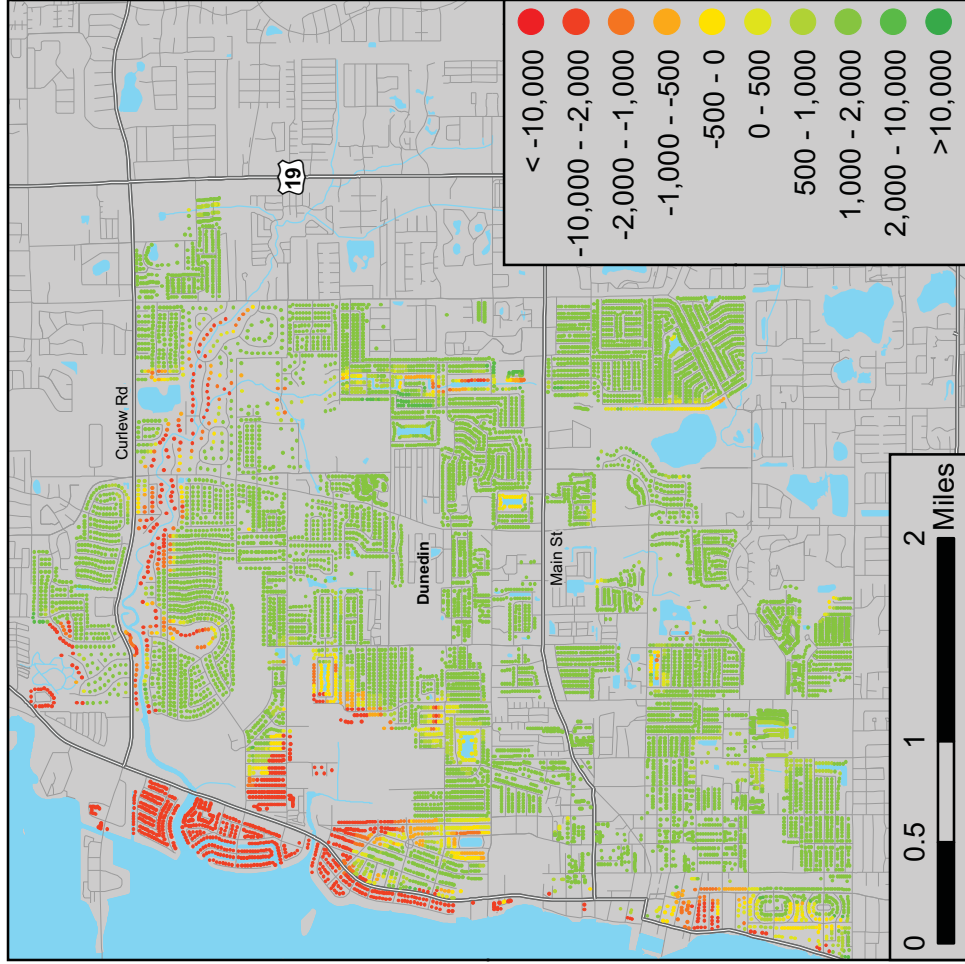 Curlew Rd
19
Dunedin
Main St
< -10,000
-10,000 - -2,000
-2,000 - -1,000
-1,000 - -500
-500 - 0
0 - 500
500 - 1,000
1,000 - 2,000
2,000 - 10,000
>10,000
0 0.5 1 2
Miles